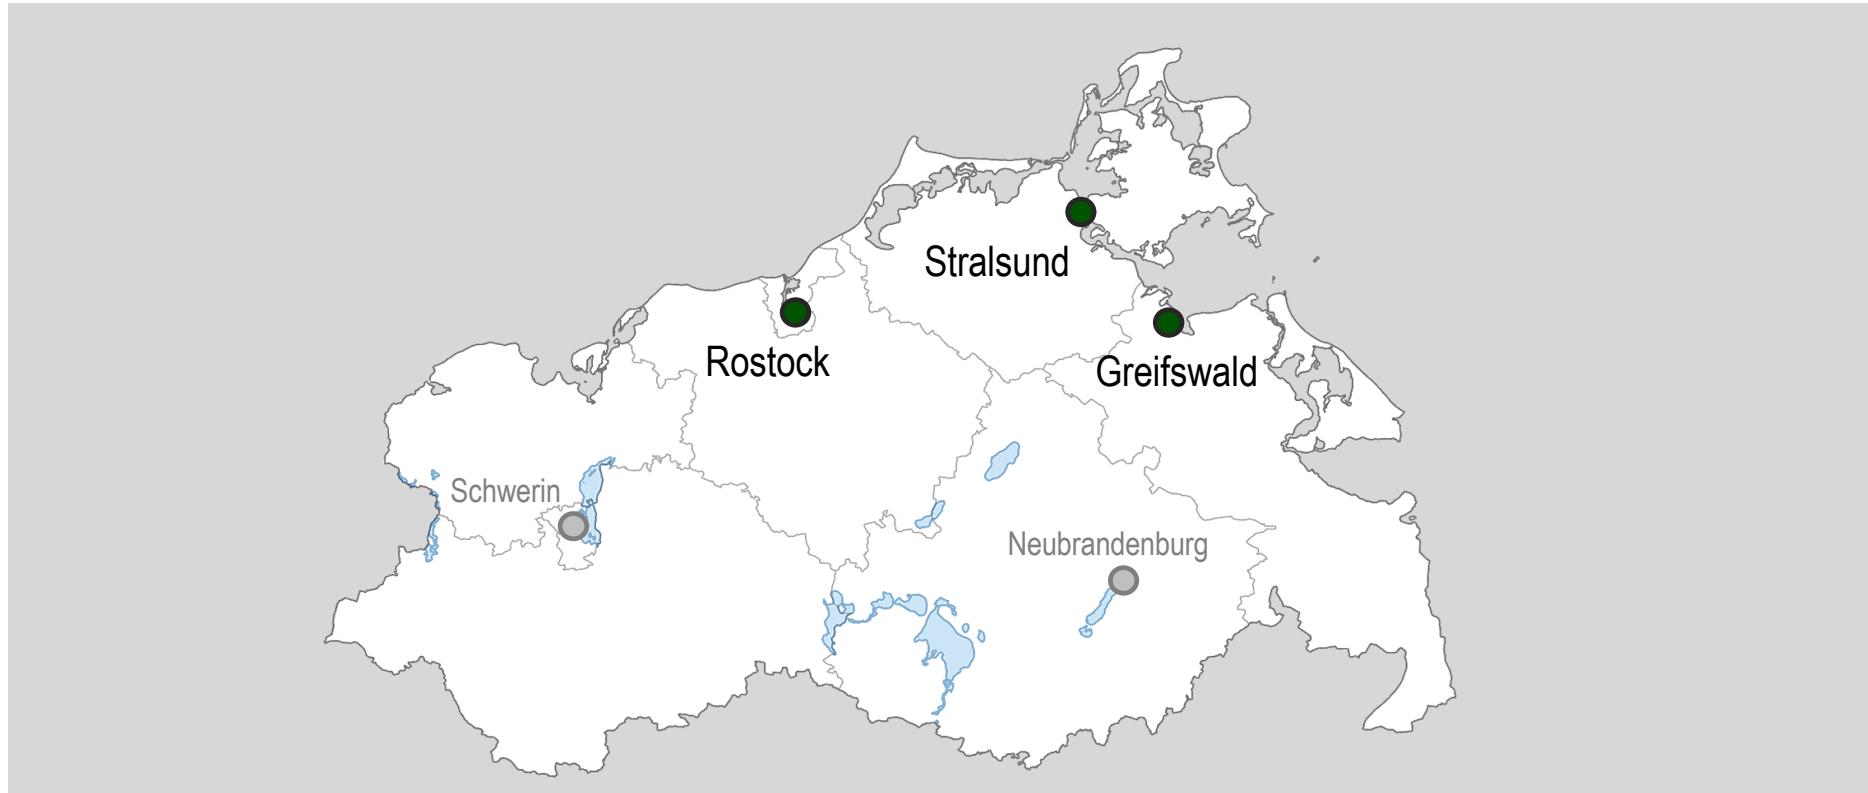 Stralsund
Rostock
Greifswald
Schwerin
Neubrandenburg